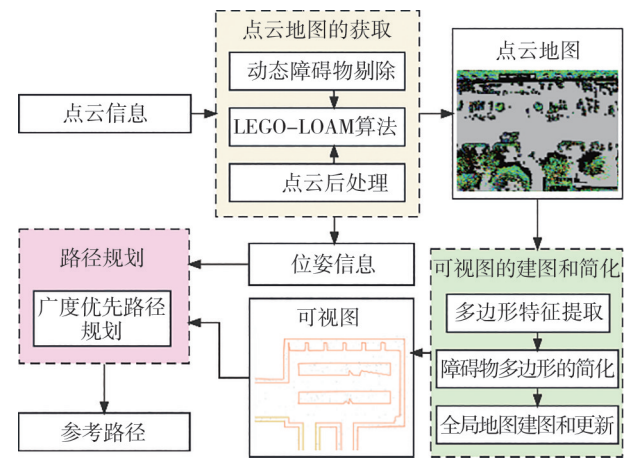 点云地图的获取
动态障碍物剔除
点云信息
LEGO-LOAM算法
点云后处理
点云地图
路径规划
广度优先路径
规划
位姿信息
可视图
可视图的建图和简化
多边形特征提取
障碍物多边形的简化
全局地图建图和更新
参考路径